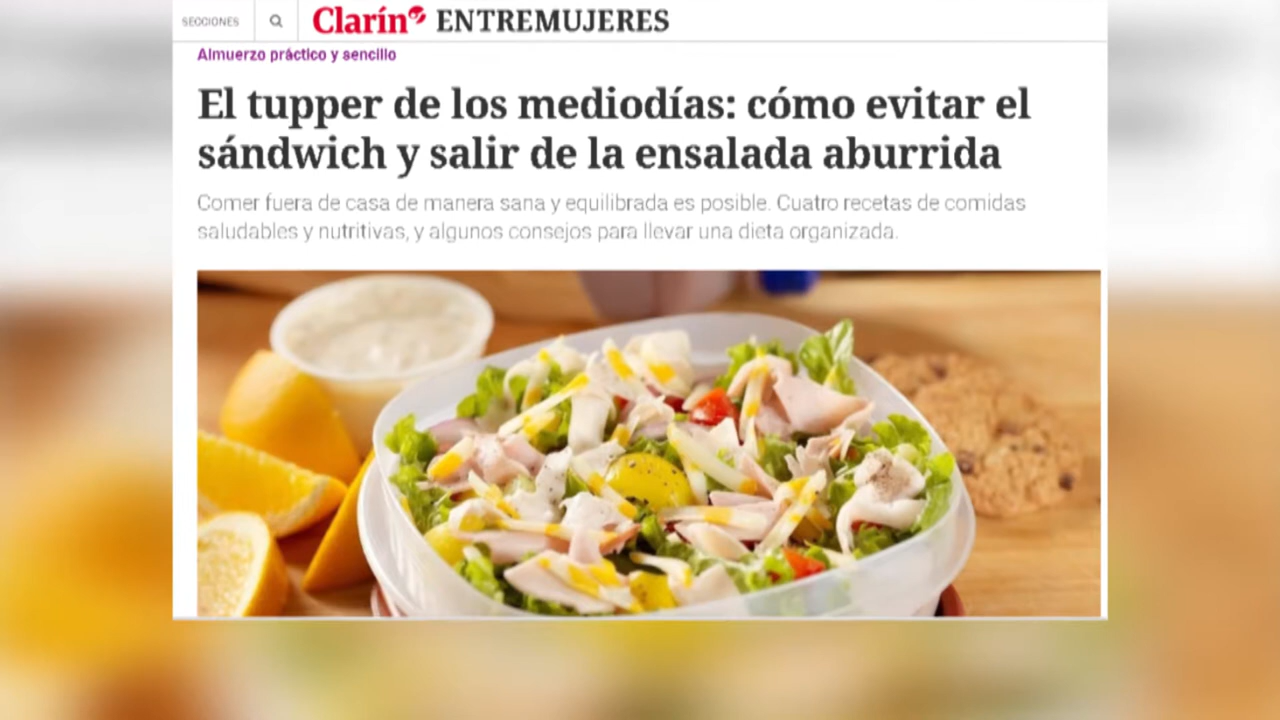 SECCIONES
Clarín ENTREMUJERES
Almuerzo práctico y sencillo
El tupper de los mediodías: cómo evitar el
sándwich y salir de la ensalada aburrida
Comer fuera de casa de manera sana y equilibrada es posible. Cuatro recetas de comidas
saludables y nutritivas, y algunos consejos para llevar una dieta organizada.